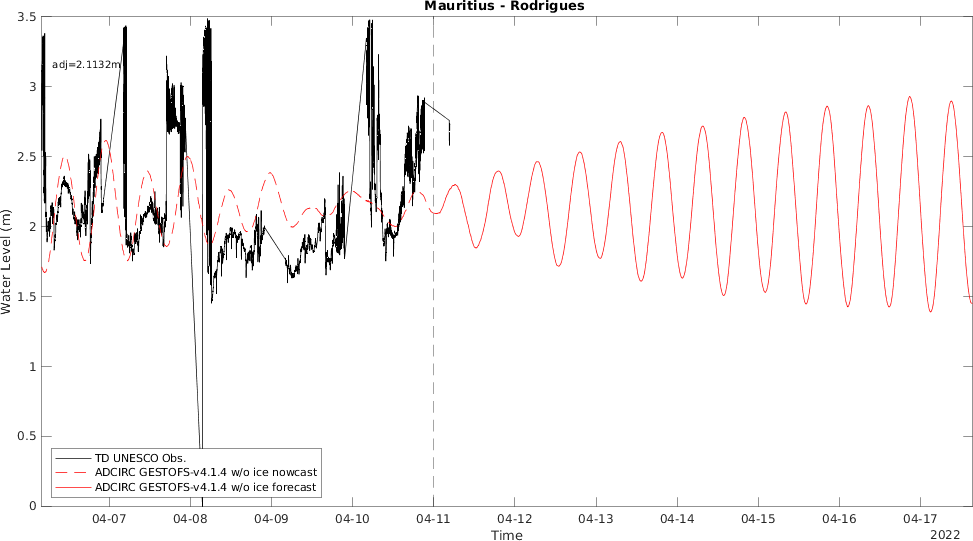 Mauritius - Rodrigues
3.5
3
2.5
2
1.5
1
0.5
0
Water Level (m)
adj=2.1132m
TD UNESCO Obs.
ADCIRC GESTOFS-v4.1.4 w/o ice nowcast
ADCIRC GESTOFS-v4.1.4 w/o ice forecast
04-07 04-08 04-09 04-10 04-11 04-12 04-13 04-14 04-15 04-16 04-17
Time
2022